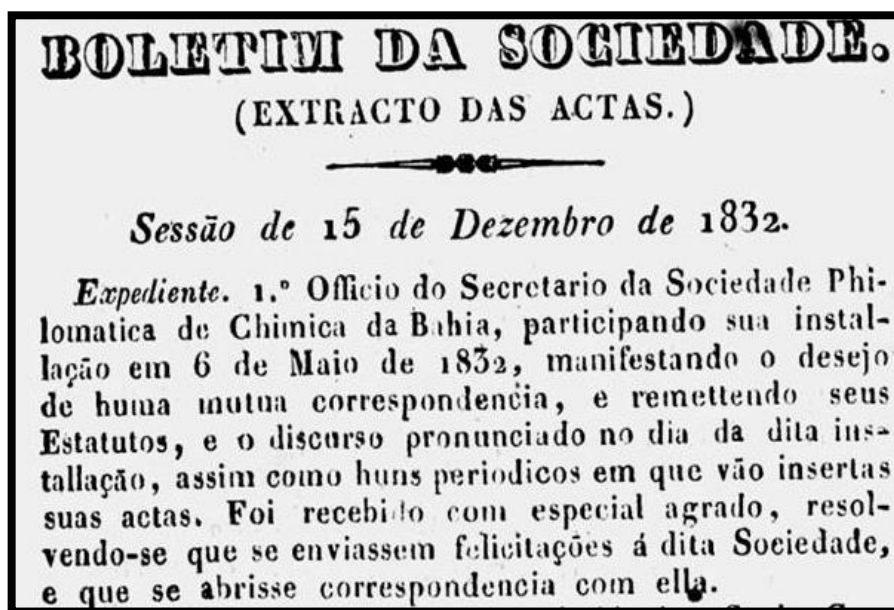 BOLETIM DA SOCIEDADE.
(EXTRACTO DAS ACTAS.)
Sessão de 15 de Dezembro de 1832.
Expediente. 1.º Officio do Secretario da Sociedade Phi-
lomatica de Chimica da Bahia, participando sua instal-
lação em 6 de Maio de 1832, manifestando o desejo
de huma mutua correspondencia, e remettendo seus
Estatutos, e o discurso pronunciado no dia da dita ins-
tallação, assim como huns periodicos em que vão insertas
suas actas. Foi recebido com especial agrado, resol-
vendo-se que se enviassem felicitações á dita Sociedade,
e que se abrisse correspondencia com ella.